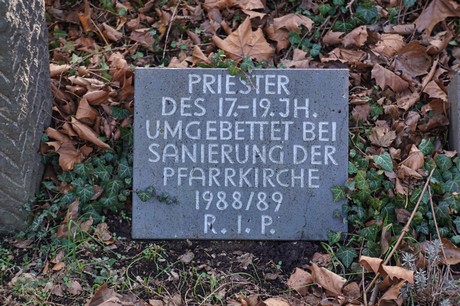 PRIESTER
DES 17.-19.JH.
UMGEBETTET BEI
SANIERUNG DER
PFARRKIRCHE
1988/89
R.I.P.